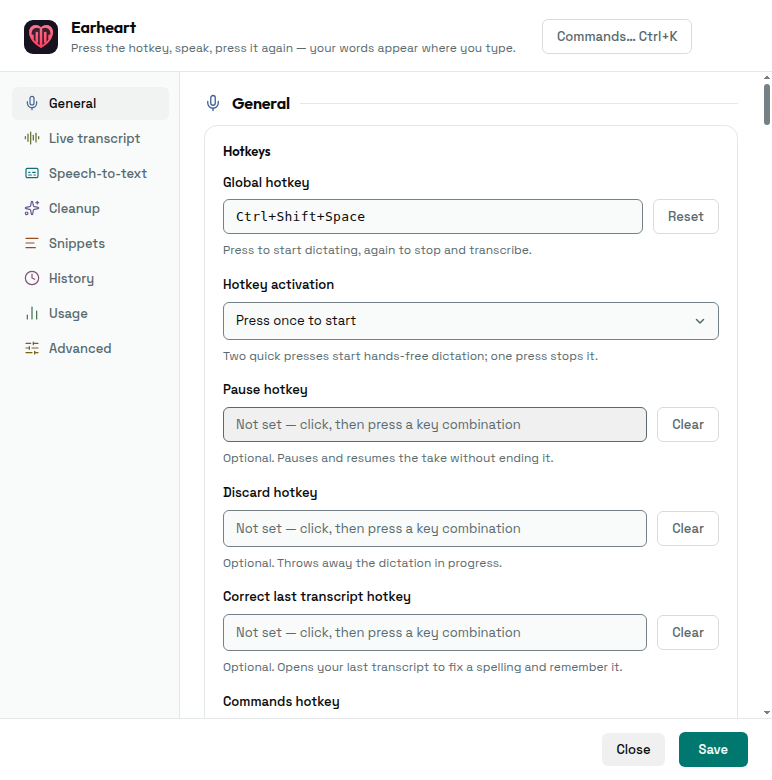 Earheart
Press the hotkey, speak, press it again — your words appear where you type.
Commands... Ctrl+K
General
Live transcript
Speech-to-text
Cleanup
Snippets
History
Usage
Advanced
General
Hotkeys
Global hotkey
Ctrl+Shift+Space
Reset
Press to start dictating, again to stop and transcribe.
Hotkey activation
Press once to start
Two quick presses start hands-free dictation; one press stops it.
Pause hotkey
Not set — click, then press a key combination
Clear
Optional. Pauses and resumes the take without ending it.
Discard hotkey
Not set — click, then press a key combination
Clear
Optional. Throws away the dictation in progress.
Correct last transcript hotkey
Not set — click, then press a key combination
Clear
Optional. Opens your last transcript to fix a spelling and remember it.
Commands hotkey
Close
Save